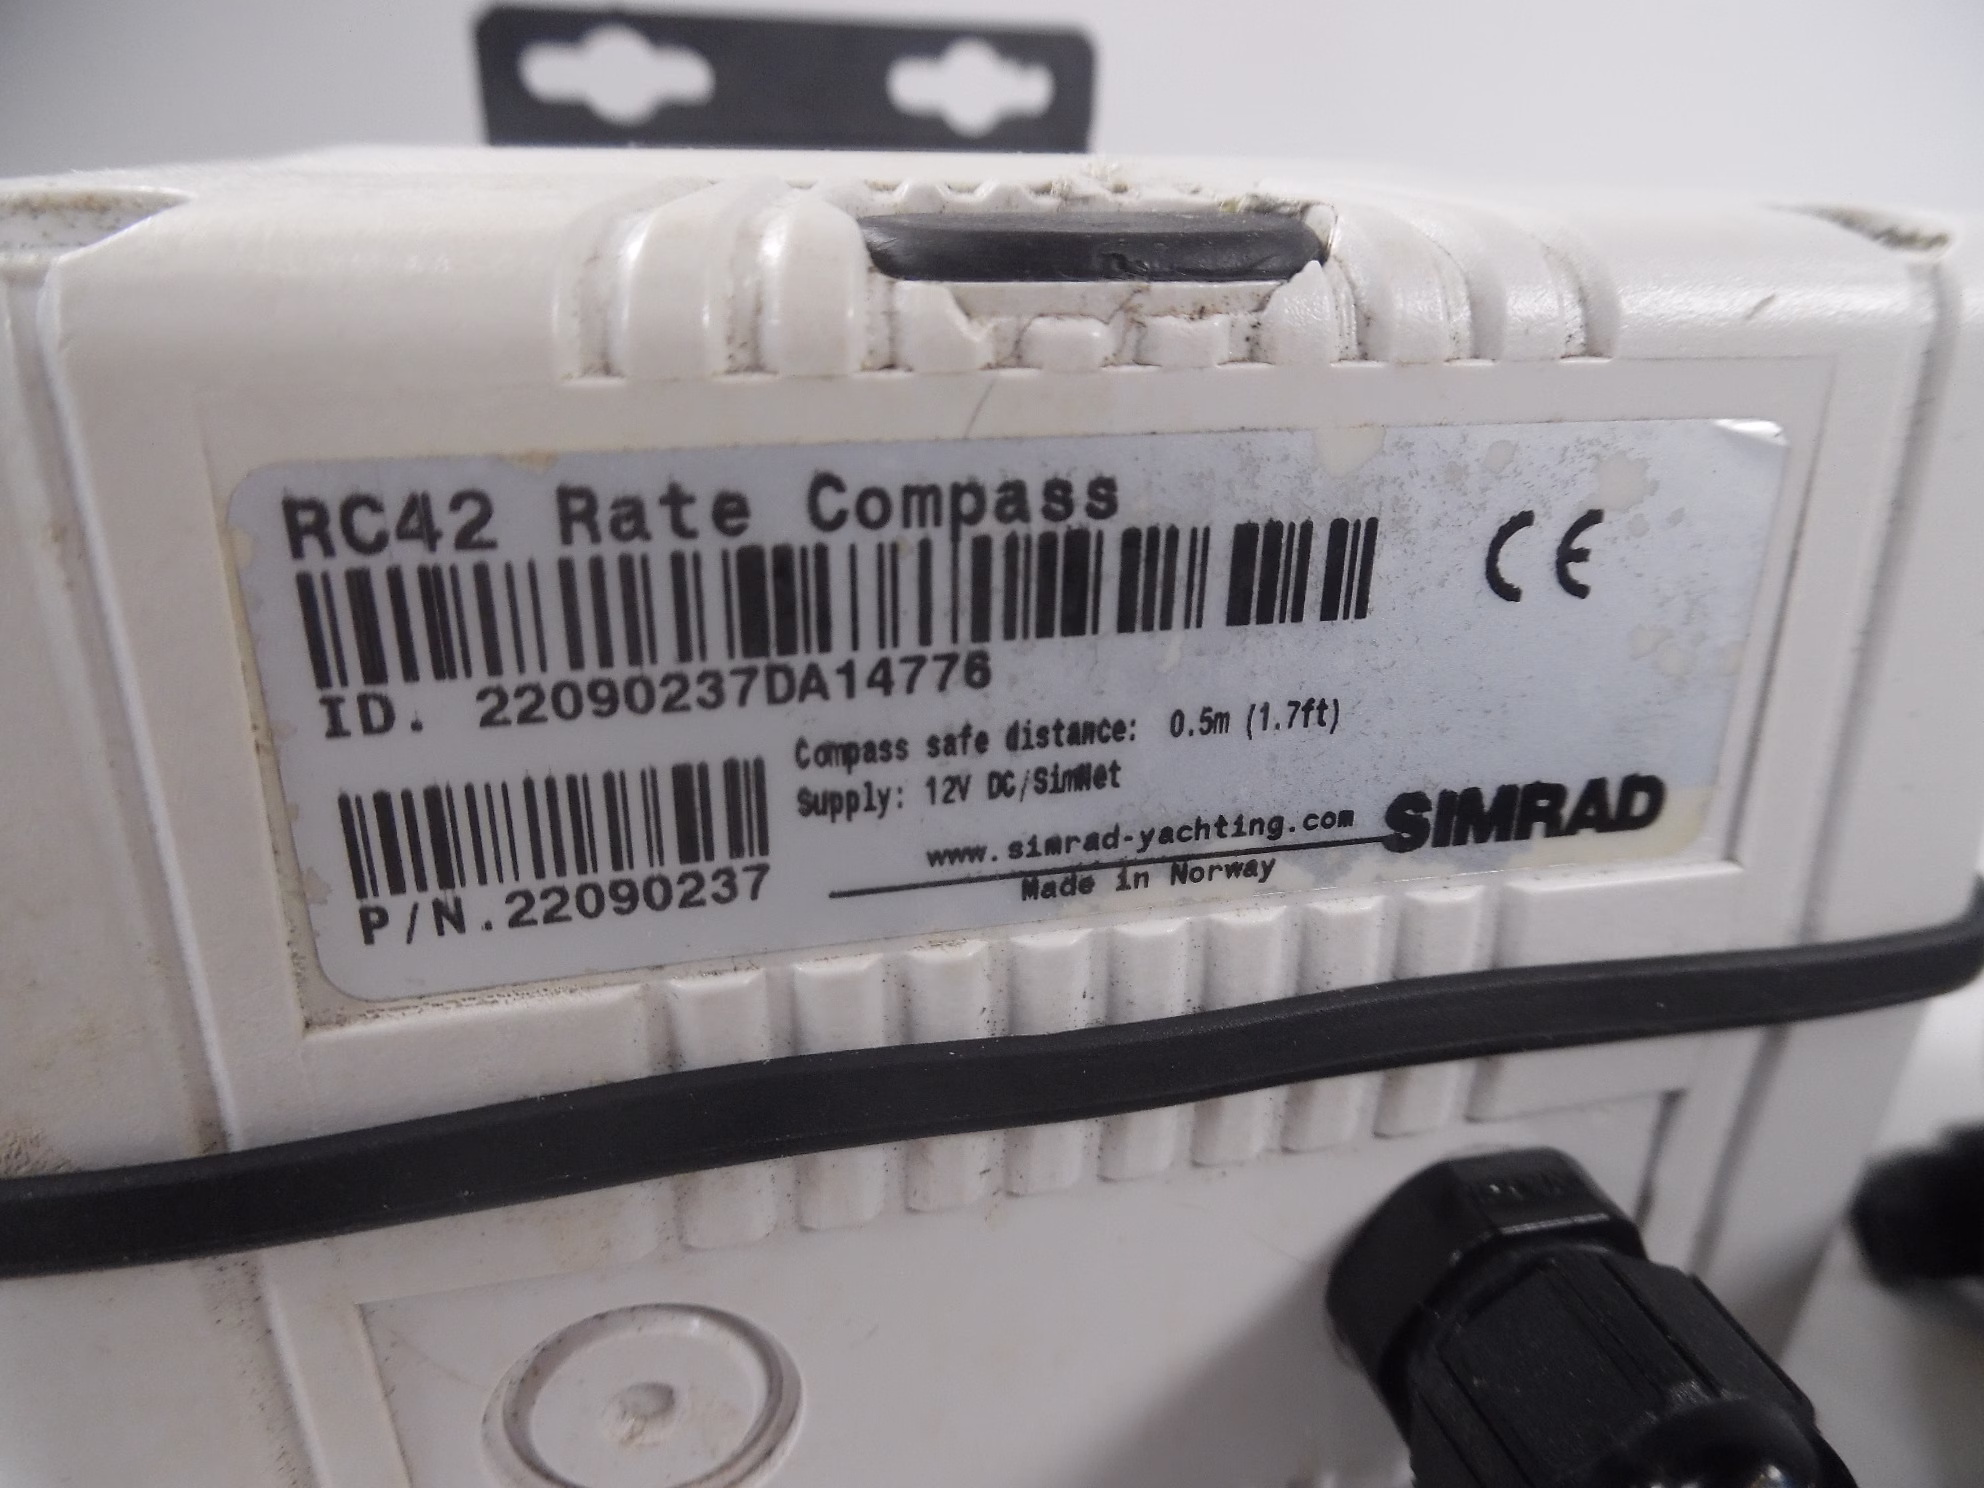 RC42 Rate Compass
CE
ID. 22090237DA14776
Compass safe distance: 0.5m (1.7ft)
Supply: 12V DC/SimNet
P/N.22090237
www.simrad-yachting.com
SIMRAD
Made in Norway